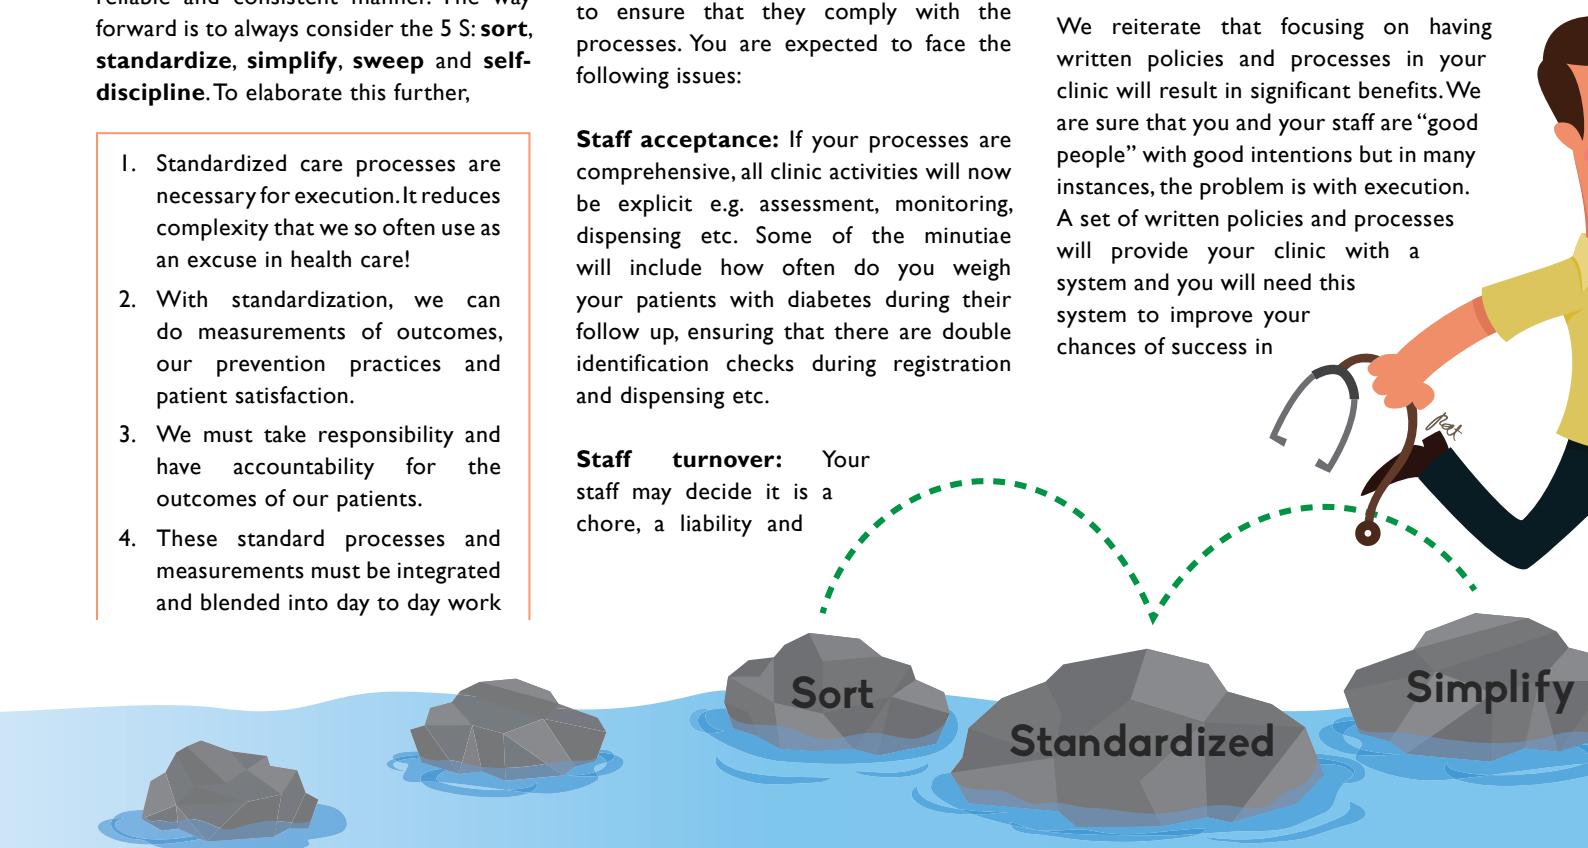 reliable and consistent manner. The way
forward is to always consider the 5 S: sort,
standardize, simplify, sweep and self-
discipline. To elaborate this further,
1. Standardized care processes are
necessary for execution. It reduces
complexity that we so often use as
an excuse in health care!
2. With standardization, we can
do measurements of outcomes,
our prevention practices and
patient satisfaction.
3. We must take responsibility and
have accountability for the
outcomes of our patients.
4. These standard processes and
measurements must be integrated
and blended into day to day work
to ensure that they comply with the
processes. You are expected to face the
following issues:
Staff acceptance: If your processes are
comprehensive, all clinic activities will now
be explicit e.g. assessment, monitoring,
dispensing etc. Some of the minutiae
will include how often do you weigh
your patients with diabetes during their
follow up, ensuring that there are double
identification checks during registration
and dispensing etc.
Staff turnover: Your
staff may decide it is a
chore, a liability and
We reiterate that focusing on having
written policies and processes in your
clinic will result in significant benefits. We
are sure that you and your staff are “good
people” with good intentions but in many
instances, the problem is with execution.
A set of written policies and processes
will provide your clinic with a
system and you will need this
system to improve your
chances of success in
Pat
Sort
Standardized
Simplify